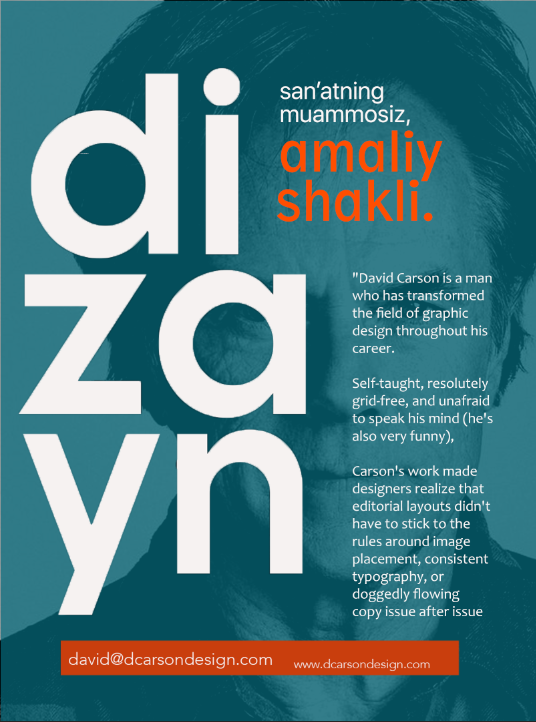 di
za
yn
san’atning
muammosiz,
amaliy
shakli.
"David Carson is a man
who has transformed
the field of graphic
design throughout his
career.
Self-taught, resolutely
grid-free, and unafraid
to speak his mind (he's
also very funny),
Carson's work made
designers realize that
editorial layouts didn't
have to stick to the
rules around image
placement, consistent
typography, or
doggedly flowing
copy issue after issue
david@dcarsondesign.com www.dcarsondesign.com